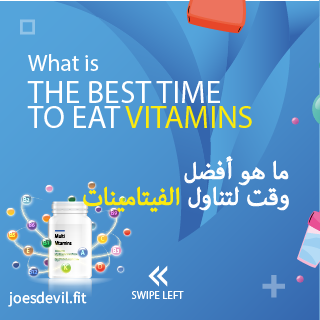 What is
THE BEST TIME
TO EAT VITAMINS
ما هو أفضل
وقت لتناول الفيتامينات
Multi
Vitamins
A
K
joesdevil.fit
SWIPE LEFT